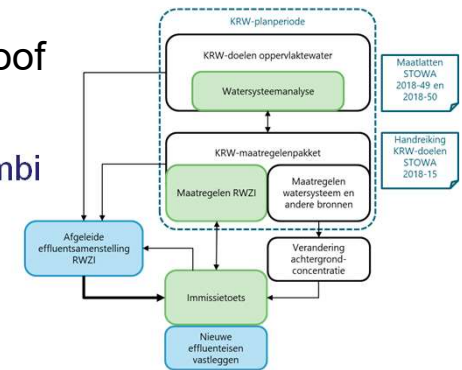 oof
mbi
KRW-planperiode
KRW-doelen oppervlaktewater
Watersysteemanalyse
Maatlatten
STOWA
2018-49 en
2018-50
KRW-maatregelenpakket
Maatregelen RWZI
Maatregelen
watersysteem en
andere bronnen
Handreiking
KRW-doelen
STOWA
2018-15
Afgeleide
effluentsamenstelling
RWZI
Verandering
achtergrond-
concentratie
Immissietoets
Nieuwe
effluenteisen
vastleggen